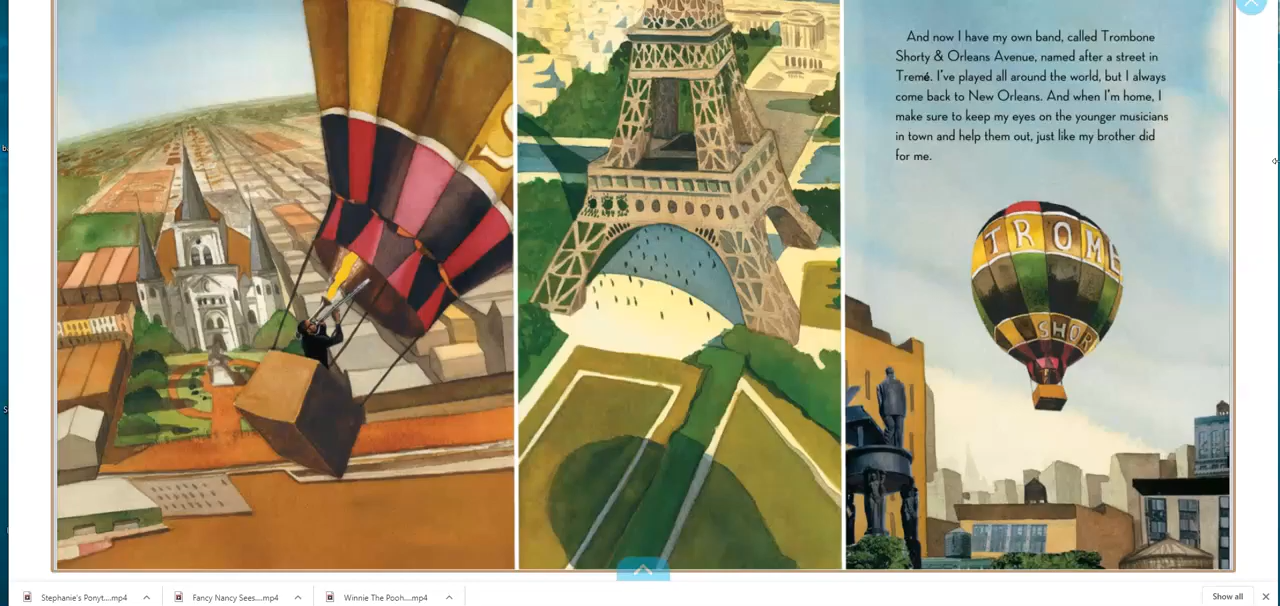 And now I have my own band, called Trombone
Shorty & Orleans Avenue, named after a street in
Tremé. I've played all around the world, but I always
come back to New Orleans. And when I'm home, I
make sure to keep my eyes on the younger musicians
in town and help them out, just like my brother did
for me.
TROMB
SHOR
Stephanie's Ponyt....mp4
Fancy Nancy Sees....mp4
Winnie The Pooh....mp4
Show all